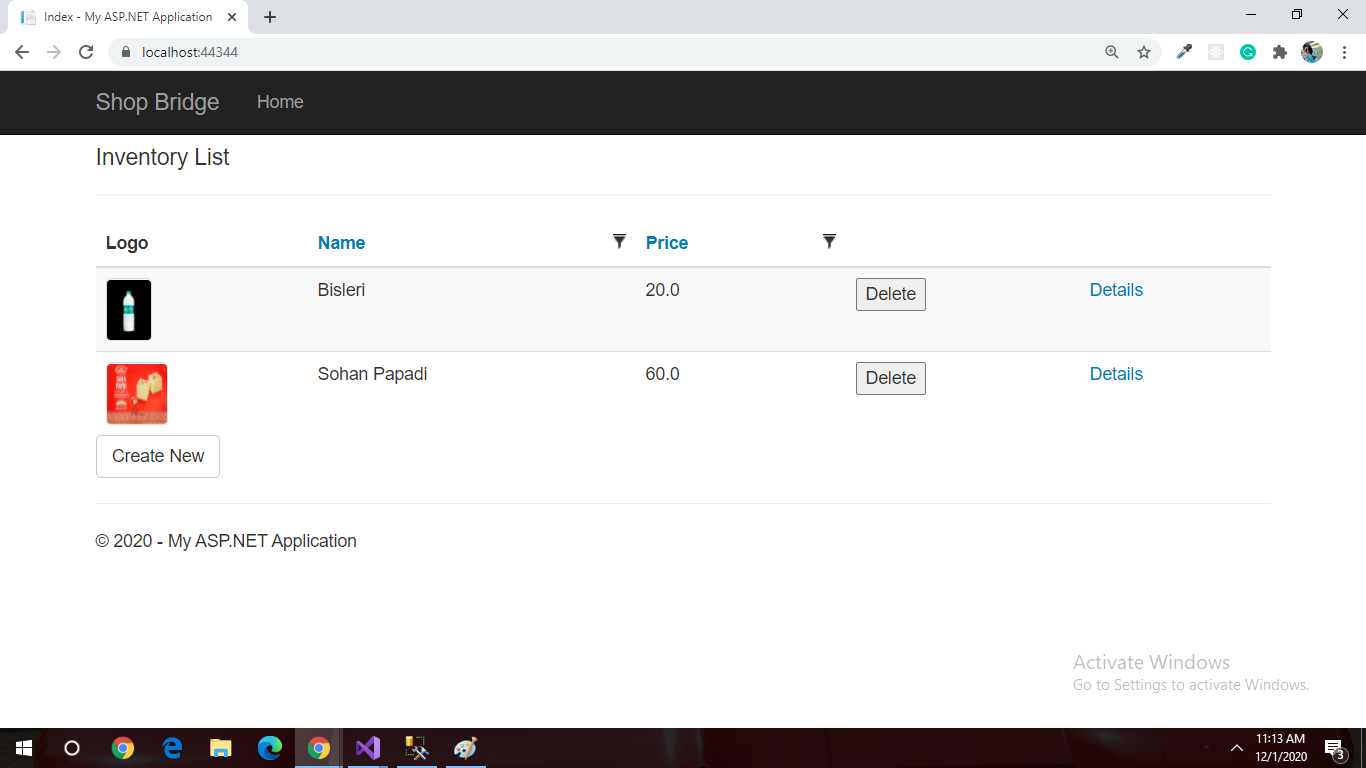 Index - My ASP.NET Application
localhost:44344
Shop Bridge Home
Inventory List
Logo Name Price
Bisleri 20.0 Delete Details
Sohan Papadi 60.0 Delete Details
Create New
© 2020 - My ASP.NET Application
Activate Windows
Go to Settings to activate Windows.
11:13 AM
12/1/2020
3